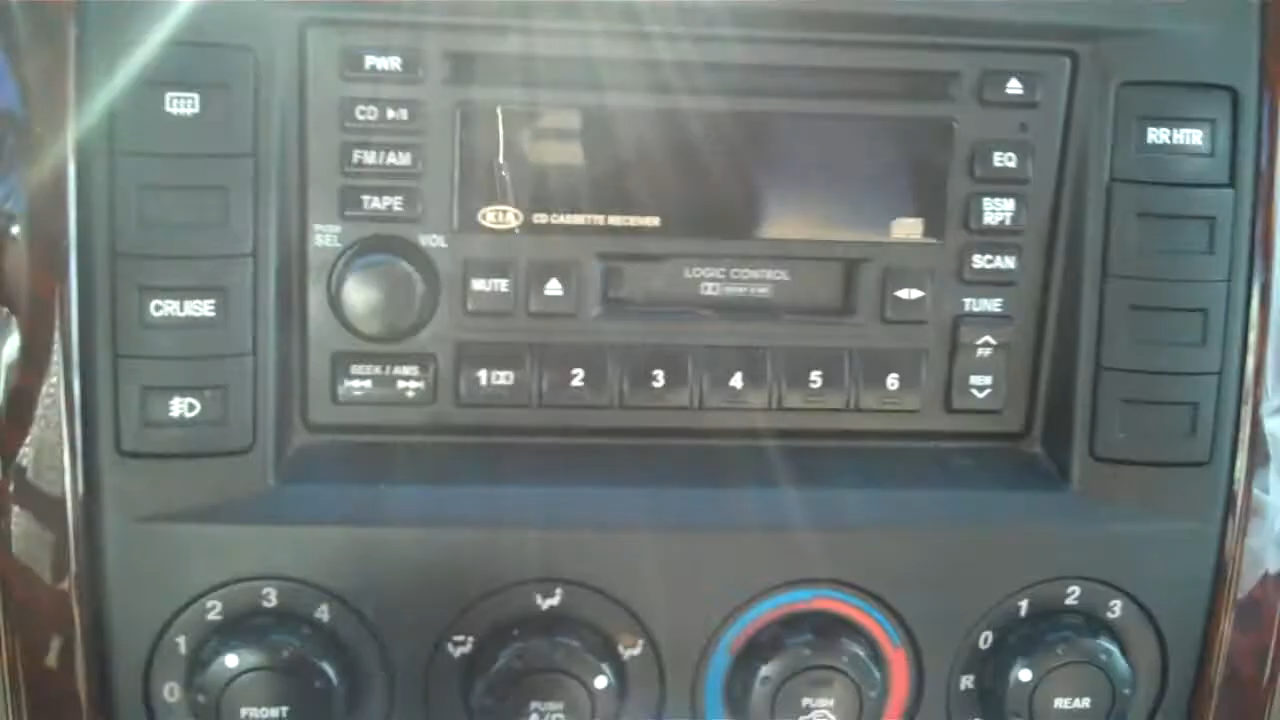 PWR
CD
FM/AM
TAPE
PUSH
SEL
VOL
KIA CD CASSETTE RECEIVER
EQ
BSM
RPT
SCAN
TUNE
FF
REW
RR HTR
MUTE
LOGIC CONTROL
CRUISE
SEEK / AMS
1 2 3 4 5 6
0 1 2 3 4
FRONT
PUSH
A/C
PUSH
R 0 1 2 3
REAR